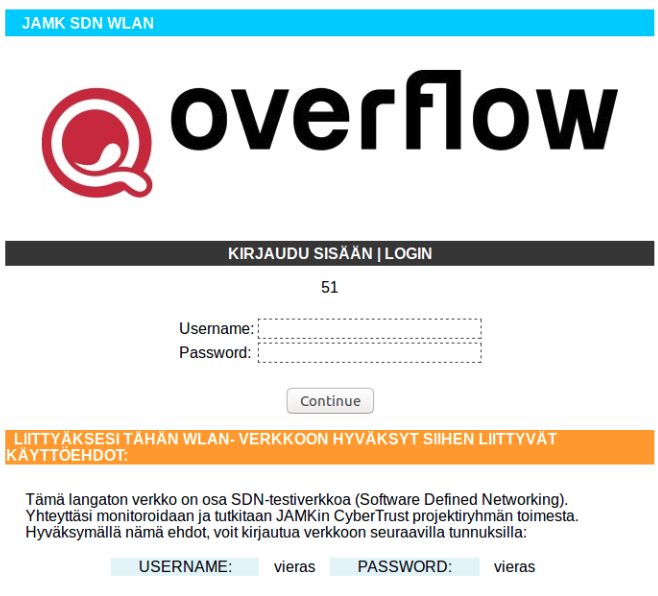 JAMK SDN WLAN
overflow
KIRJAUDU SISÄÄN | LOGIN
51
Username:
Password:
Continue
LIITTYÄKSESI TÄHÄN WLAN- VERKKOON HYVÄKSYT SIIHEN LIITTYVÄT
KÄYTTÖEHDOT:
Tämä langaton verkko on osa SDN-testiverkkoa (Software Defined Networking).
Yhteyttäsi monitoroidaan ja tutkitaan JAMKin CyberTrust projektiryhmän toimesta.
Hyväksymällä nämä ehdot, voit kirjautua verkkoon seuraavilla tunnuksilla:
USERNAME: vieras PASSWORD: vieras